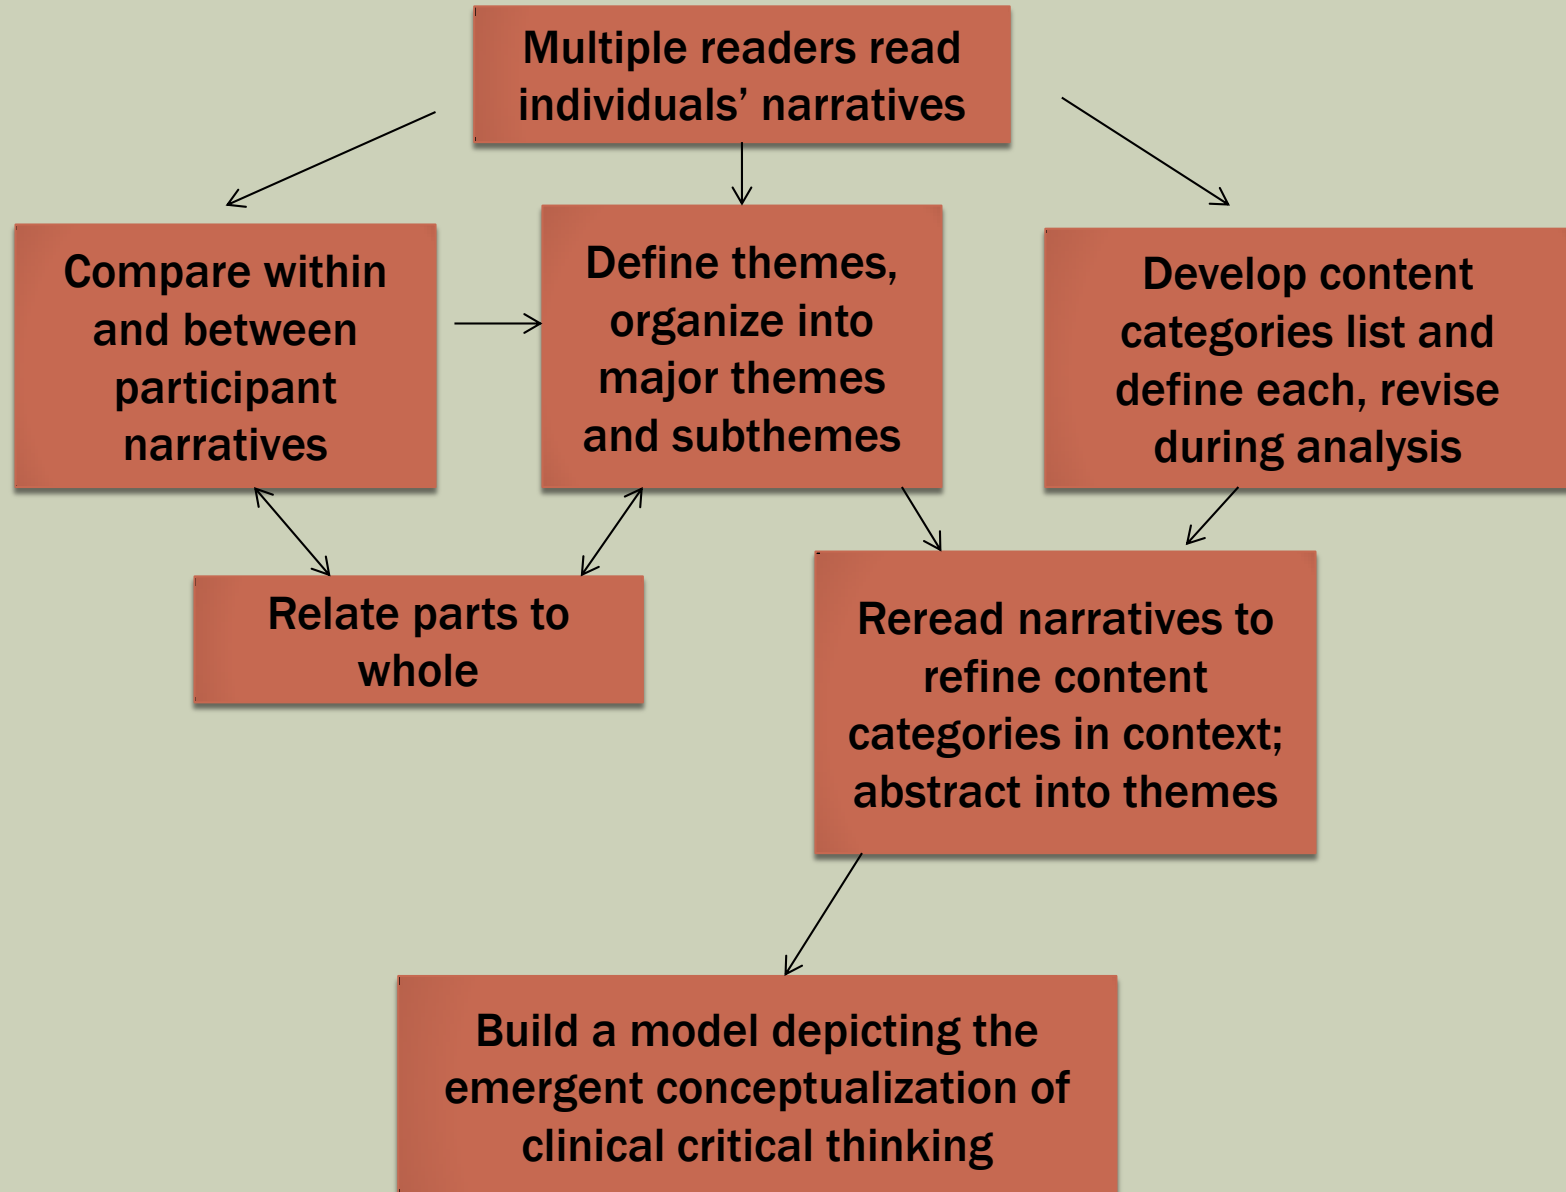 Multiple readers read
individuals’ narratives
Compare within
and between
participant
narratives
Define themes,
organize into
major themes
and subthemes
Develop content
categories list and
define each, revise
during analysis
Relate parts to
whole
Reread narratives to
refine content
categories in context;
abstract into themes
Build a model depicting the
emergent conceptualization of
clinical critical thinking